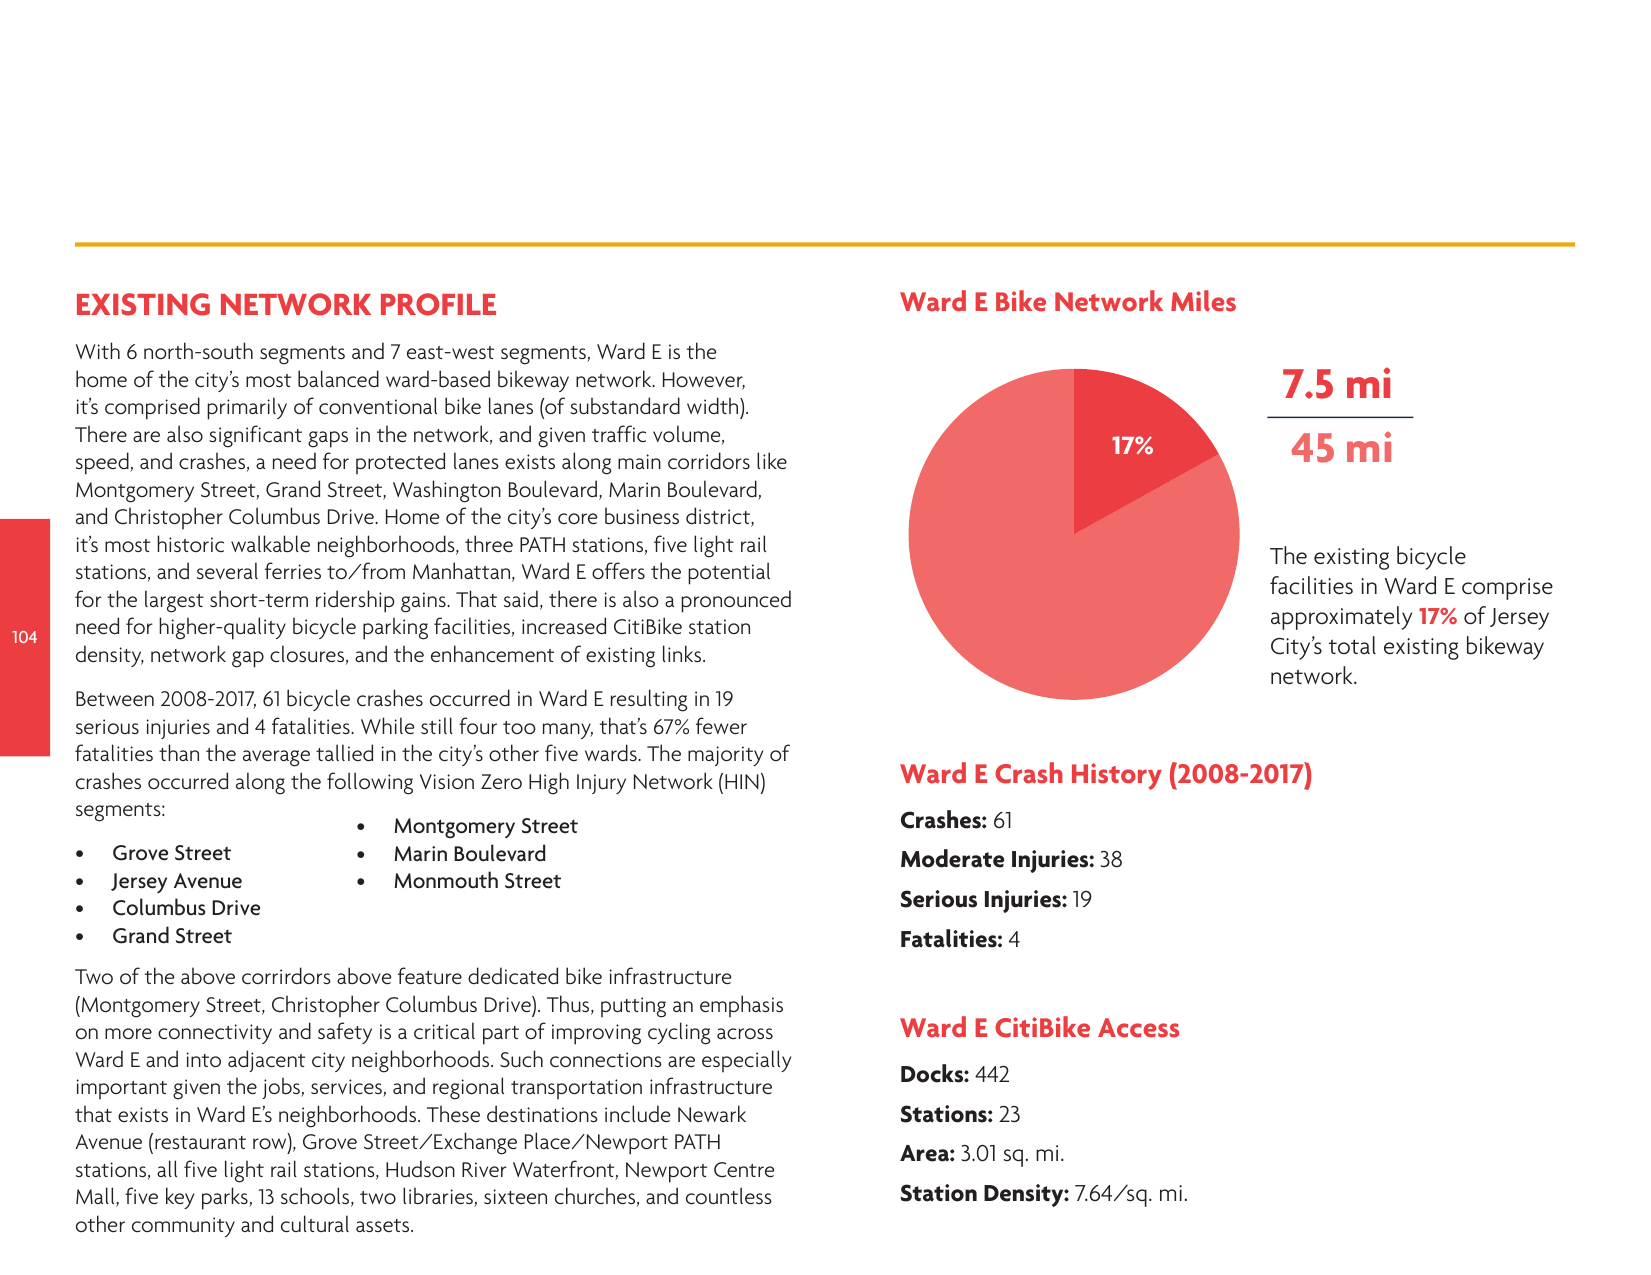 EXISTING NETWORK PROFILE
With 6 north-south segments and 7 east-west segments, Ward E is the
home of the city’s most balanced ward-based bikeway network. However,
it’s comprised primarily of conventional bike lanes (of substandard width).
There are also significant gaps in the network, and given traffic volume,
speed, and crashes, a need for protected lanes exists along main corridors like
Montgomery Street, Grand Street, Washington Boulevard, Marin Boulevard,
and Christopher Columbus Drive. Home of the city’s core business district,
it’s most historic walkable neighborhoods, three PATH stations, five light rail
stations, and several ferries to/from Manhattan, Ward E offers the potential
for the largest short-term ridership gains. That said, there is also a pronounced
need for higher-quality bicycle parking facilities, increased CitiBike station
density, network gap closures, and the enhancement of existing links.
Between 2008-2017, 61 bicycle crashes occurred in Ward E resulting in 19
serious injuries and 4 fatalities. While still four too many, that’s 67% fewer
fatalities than the average tallied in the city’s other five wards. The majority of
crashes occurred along the following Vision Zero High Injury Network (HIN)
segments:
• Grove Street
• Jersey Avenue
• Columbus Drive
• Grand Street
• Montgomery Street
• Marin Boulevard
• Monmouth Street
Two of the above corrirdors above feature dedicated bike infrastructure
(Montgomery Street, Christopher Columbus Drive). Thus, putting an emphasis
on more connectivity and safety is a critical part of improving cycling across
Ward E and into adjacent city neighborhoods. Such connections are especially
important given the jobs, services, and regional transportation infrastructure
that exists in Ward E’s neighborhoods. These destinations include Newark
Avenue (restaurant row), Grove Street/Exchange Place/Newport PATH
stations, all five light rail stations, Hudson River Waterfront, Newport Centre
Mall, five key parks, 13 schools, two libraries, sixteen churches, and countless
other community and cultural assets.
104
Ward E Bike Network Miles
17%
7.5 mi
45 mi
The existing bicycle
facilities in Ward E comprise
approximately 17% of Jersey
City’s total existing bikeway
network.
Ward E Crash History (2008-2017)
Crashes: 61
Moderate Injuries: 38
Serious Injuries: 19
Fatalities: 4
Ward E CitiBike Access
Docks: 442
Stations: 23
Area: 3.01 sq. mi.
Station Density: 7.64/sq. mi.